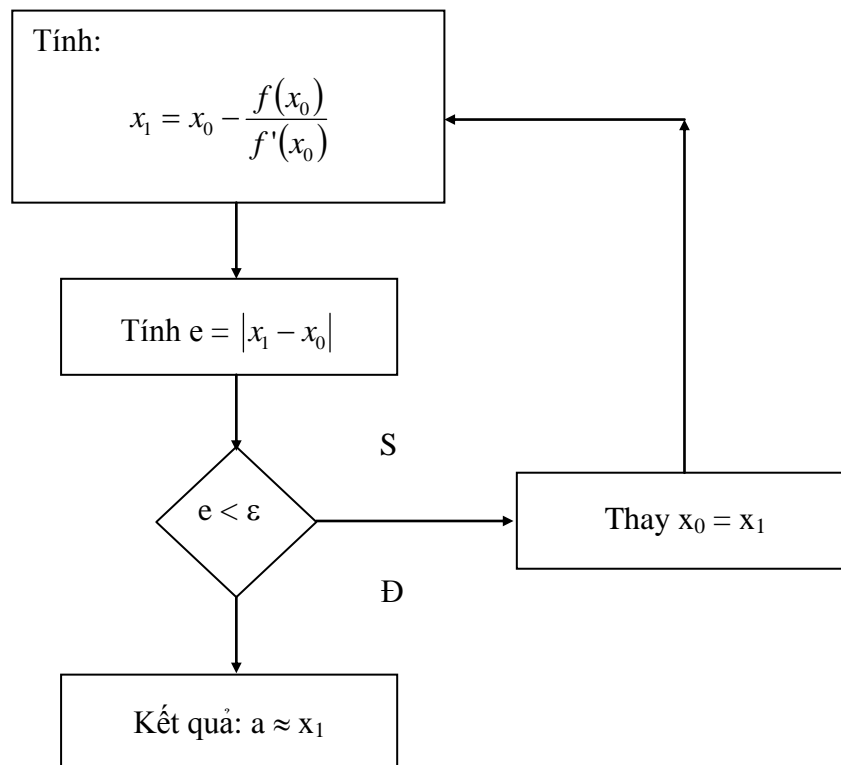 Tính:
x₁ = x₀ − f(x₀) / f'(x₀)
Tính e = |x₁ − x₀|
S
e < ε
Thay x₀ = x₁
Đ
Kết quả: a ≈ x₁